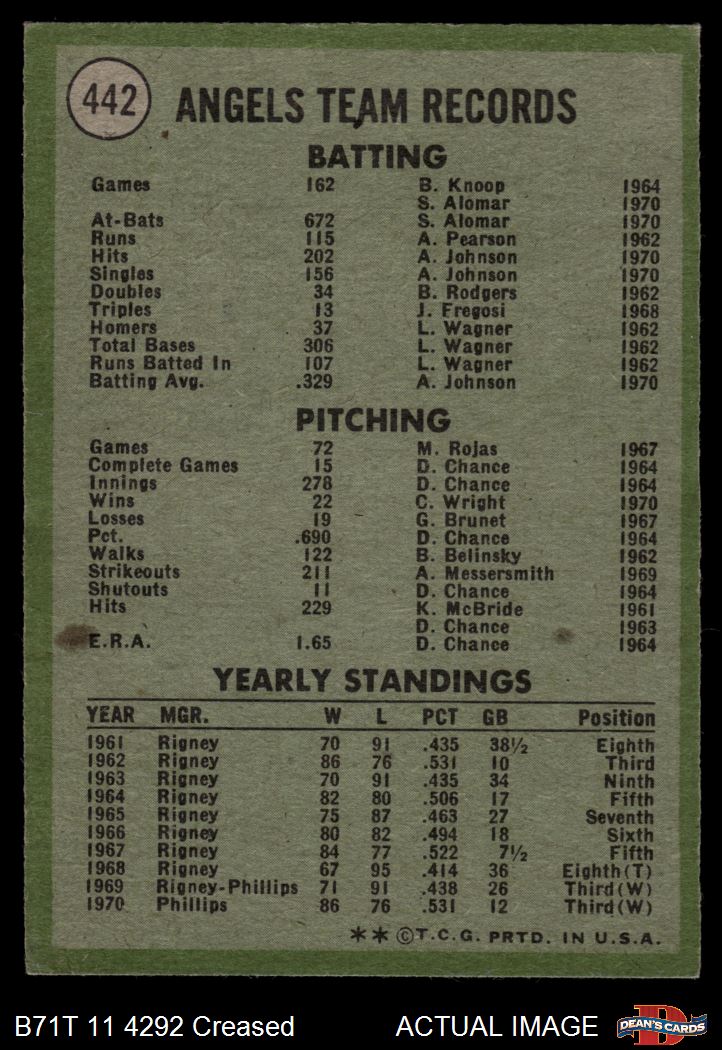 442 ANGELS TEAM RECORDS
BATTING
Games 162 B. Knoop 1964
S. Alomar 1970
At-Bats 672 S. Alomar 1970
Runs 115 A. Pearson 1962
Hits 202 A. Johnson 1970
Singles 156 A. Johnson 1970
Doubles 34 B. Rodgers 1962
Triples 13 J. Fregosi 1968
Homers 37 L. Wagner 1962
Total Bases 306 L. Wagner 1962
Runs Batted In 107 L. Wagner 1962
Batting Avg. .329 A. Johnson 1970
PITCHING
Games 72 M. Rojas 1967
Complete Games 15 D. Chance 1964
Innings 278 D. Chance 1964
Wins 22 C. Wright 1970
Losses 19 G. Brunet 1967
Pct. .690 D. Chance 1964
Walks 122 B. Belinsky 1962
Strikeouts 211 A. Messersmith 1969
Shutouts 11 D. Chance 1964
Hits 229 K. McBride 1961
D. Chance 1963
E.R.A. 1.65 D. Chance 1964
YEARLY STANDINGS
YEAR MGR. W L PCT GB Position
1961 Rigney 70 91 .435 38½ Eighth
1962 Rigney 86 76 .531 10 Third
1963 Rigney 70 91 .435 34 Ninth
1964 Rigney 82 80 .506 17 Fifth
1965 Rigney 75 87 .463 27 Seventh
1966 Rigney 80 82 .494 18 Sixth
1967 Rigney 84 77 .522 7½ Fifth
1968 Rigney 67 95 .414 36 Eighth(T)
1969 Rigney-Phillips 71 91 .438 26 Third(W)
1970 Phillips 86 76 .531 12 Third(W)
** ©T.C.G. PRTD. IN U.S.A.
B71T 11 4292 Creased ACTUAL IMAGE DEAN'S CARDS